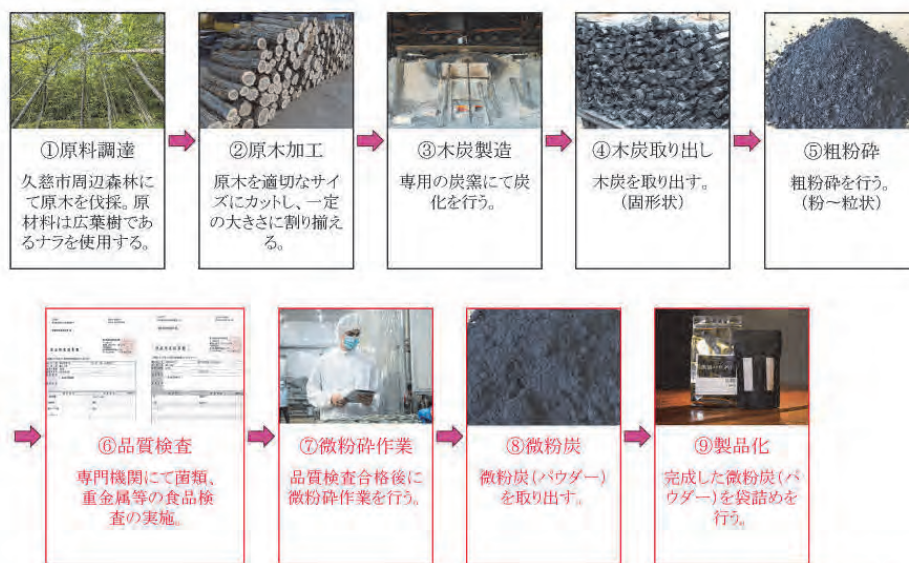 ①原料調達
久慈市周辺森林に
て原木を伐採。原
材料は広葉樹であ
るナラを使用する。
②原木加工
原木を適切なサイ
ズにカットし、一定
の大きさに割り揃え
る。
③木炭製造
専用の炭窯にて炭
化を行う。
④木炭取り出し
木炭を取り出す。
(固形状)
⑤粗粉砕
粗粉砕を行う。
(粉～粒状)
⑥品質検査
専門機関にて菌類、
重金属等の食品検
査の実施。
⑦微粉砕作業
品質検査合格後に
微粉砕作業を行う。
⑧微粉炭
微粉炭(パウダー)
を取り出す。
⑨製品化
完成した微粉炭(パ
ウダー)を袋詰めを
行う。